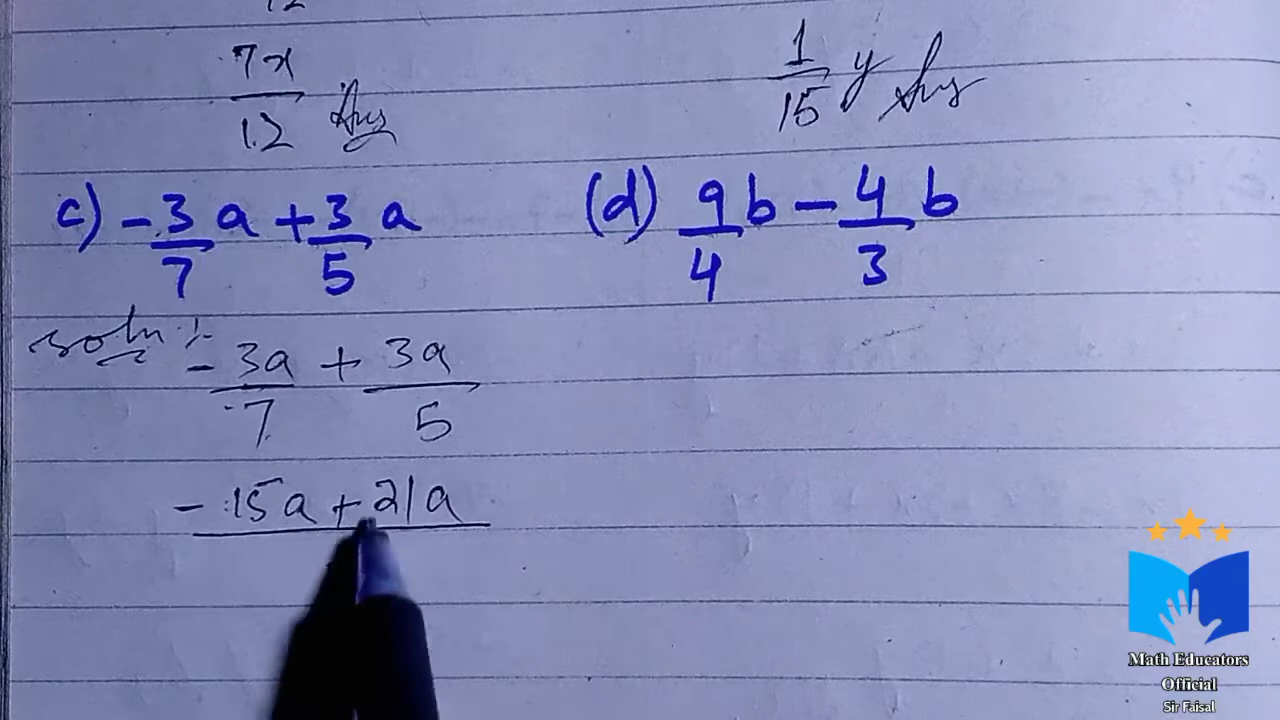 12
7x/12 Ans
1/15 y Ans
c) -3/7 a + 3/5 a
(d) 9/4 b - 4/3 b
soln:-
- 3a/7 + 3a/5
- 15a + 21a
Math Educators
Official
Sir Faisal